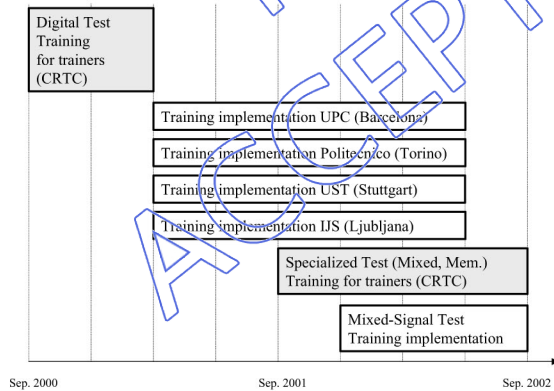 Digital Test
Training
for trainers
(CRTC)
Training implementation UPC (Barcelona)
Training implementation Politecnico (Torino)
Training implementation UST (Stuttgart)
Training implementation IJS (Ljubljana)
Specialized Test (Mixed, Mem.)
Training for trainers (CRTC)
Mixed-Signal Test
Training implementation
Sep. 2000
Sep. 2001
Sep. 2002
ACCEPT